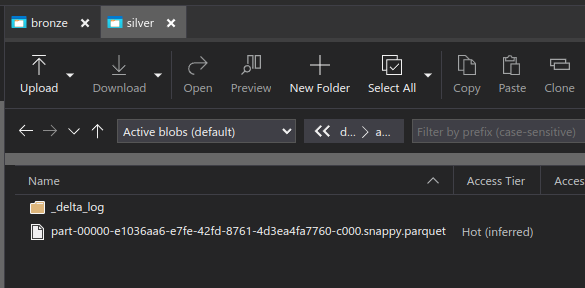 bronze silver
Upload Download Open Preview New Folder Select All Copy Paste Clone
Active blobs (default) d... a... Filter by prefix (case-sensitive)
Name Access Tier Acces
_delta_log
part-00000-e1036aa6-e7fe-42fd-8761-4d3ea4fa7760-c000.snappy.parquet Hot (inferred)